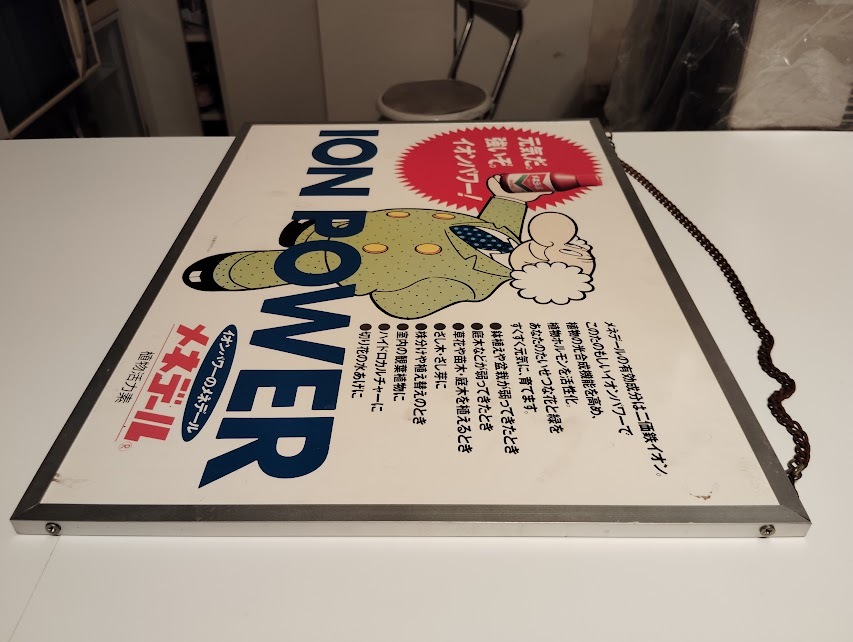 元気だ。
強いぞ。
イオンパワー!
メネデールの有効成分は二価鉄イオン。
このたのもしいイオンパワーで
植物の光合成機能を高め、
植物ホルモンを活性化。
あなたのたいせつな花と緑を
すくすく元気に、育てます。
●鉢植えや盆栽が弱ってきたとき
●庭木などが弱ってきたとき
●草花や苗木・庭木を植えるとき
●さし木・さし芽に
●株分けや植え替えのとき
●室内の観葉植物に
●ハイドロカルチャーに
●切り花の水あげに
ION POWER
イオンパワーのメネデール
メネデール®
植物活力素